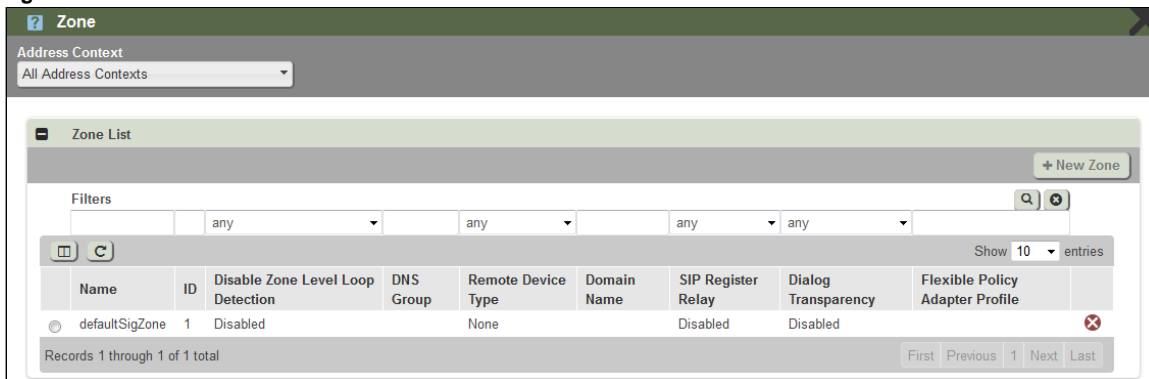 Zone
Address Context
All Address Contexts
Zone List
+ New Zone
Filters
any any any any
Show 10 entries
Name ID Disable Zone Level Loop Detection DNS Group Remote Device Type Domain Name SIP Register Relay Dialog Transparency Flexible Policy Adapter Profile
defaultSigZone 1 Disabled None Disabled Disabled
Records 1 through 1 of 1 total
First Previous 1 Next Last